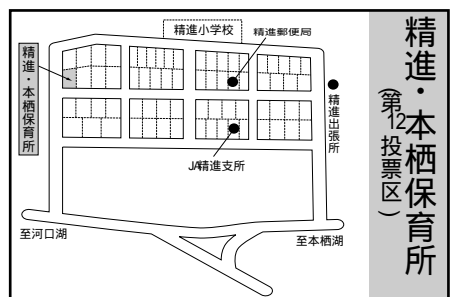 精進・本栖保育所
（第12投票区）
精進小学校
精進郵便局
精進・本栖保育所
精進出張所
JA精進支所
至河口湖
至本栖湖